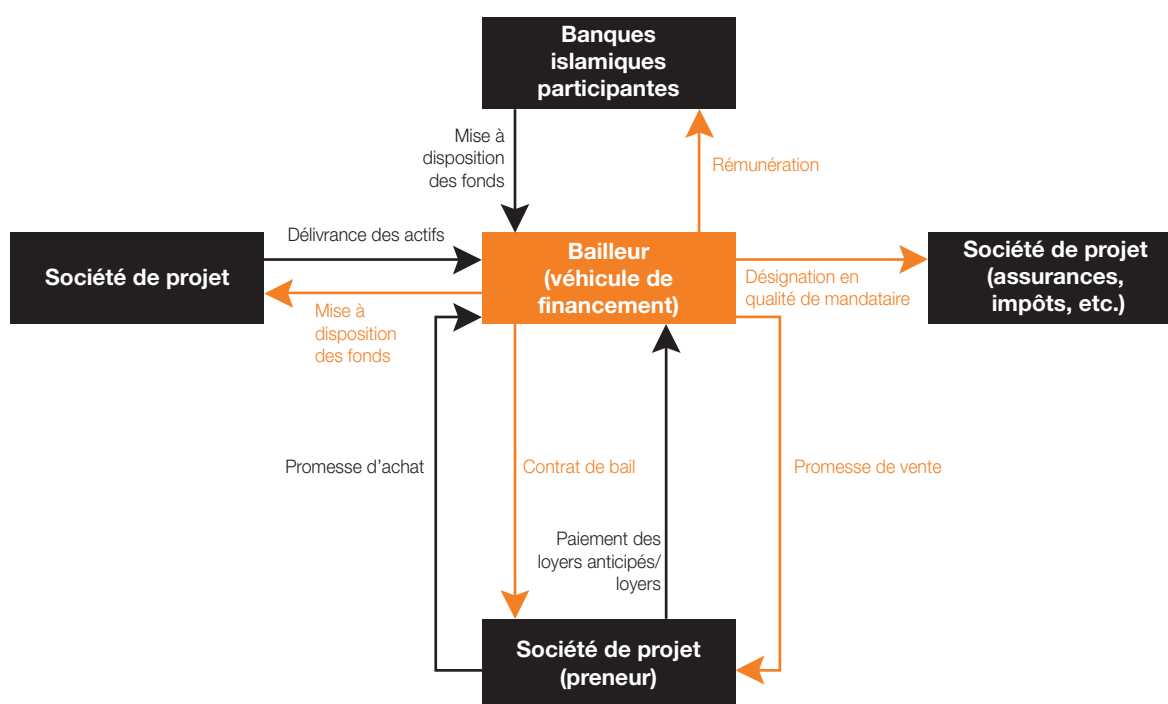 Banques
islamiques
participantes
Mise à
disposition
des fonds
Rémunération
Société de projet
Délivrance des actifs
Mise à
disposition
des fonds
Bailleur
(véhicule de
financement)
Désignation en
qualité de mandataire
Société de projet
(assurances,
impôts, etc.)
Promesse d’achat
Contrat de bail
Promesse de vente
Paiement des
loyers anticipés/
loyers
Société de projet
(preneur)